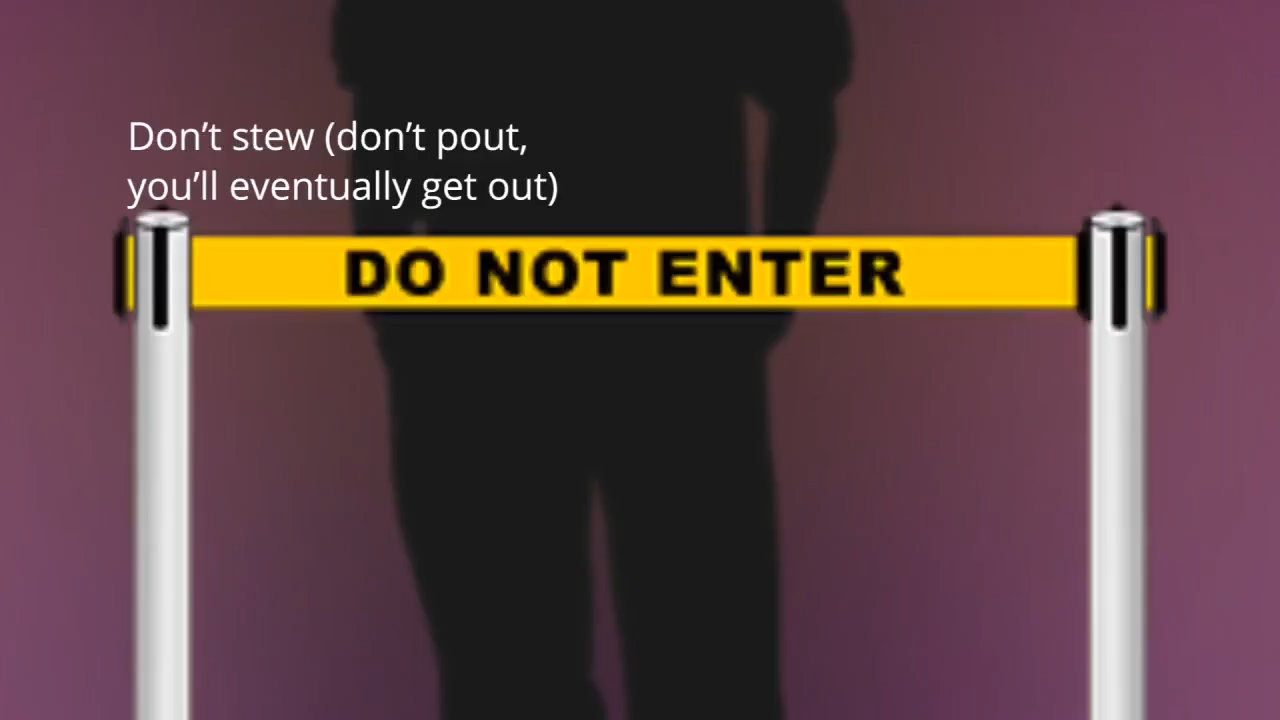 Don’t stew (don’t pout,
you’ll eventually get out)
DO NOT ENTER